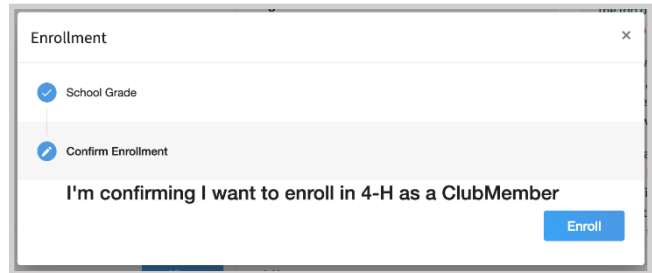 Enrollment
×
School Grade
Confirm Enrollment
I'm confirming I want to enroll in 4-H as a ClubMember
Enroll